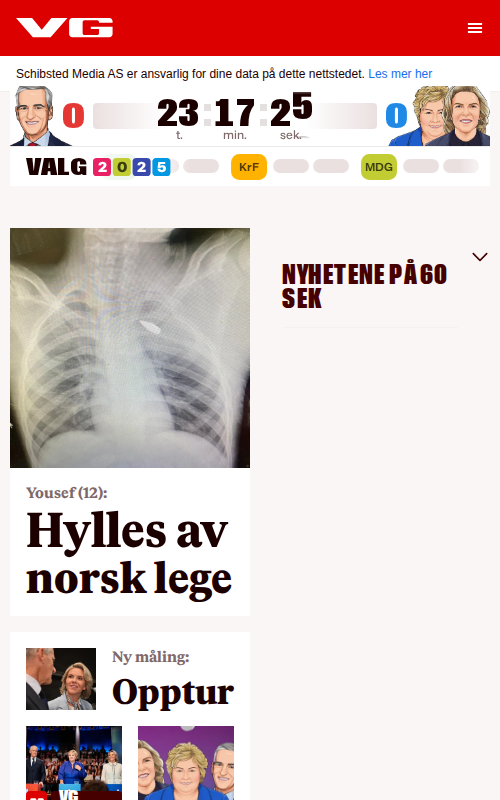 VG
Schibsted Media AS er ansvarlig for dine data på dette nettstedet. Les mer her
0 23:17:25 0
t. min. sek.
VALG 2025 KrF MDG
NYHETENE PÅ 60
SEK
Yousef (12):
Hylles av
norsk lege
Ny måling:
Opptur
VG